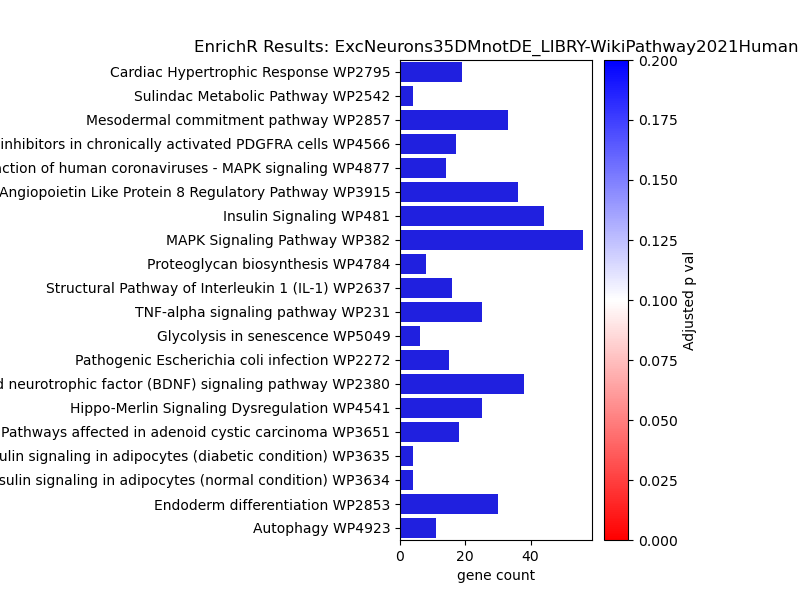 EnrichR Results: ExcNeurons35DMnotDE_LIBRY-WikiPathway2021Human
Cardiac Hypertrophic Response WP2795
Sulindac Metabolic Pathway WP2542
Mesodermal commitment pathway WP2857
inhibitors in chronically activated PDGFRA cells WP4566
of human coronaviruses - MAPK signaling WP4877
Angiopoietin Like Protein 8 Regulatory Pathway WP3915
Insulin Signaling WP481
MAPK Signaling Pathway WP382
Proteoglycan biosynthesis WP4784
Structural Pathway of Interleukin 1 (IL-1) WP2637
TNF-alpha signaling pathway WP231
Glycolysis in senescence WP5049
Pathogenic Escherichia coli infection WP2272
neurotrophic factor (BDNF) signaling pathway WP2380
Hippo-Merlin Signaling Dysregulation WP4541
Pathways affected in adenoid cystic carcinoma WP3651
signaling in adipocytes (diabetic condition) WP3635
signaling in adipocytes (normal condition) WP3634
Endoderm differentiation WP2853
Autophagy WP4923
0 20 40
gene count
0.200
0.175
0.150
0.125
0.100
0.075
0.050
0.025
0.000
Adjusted p val